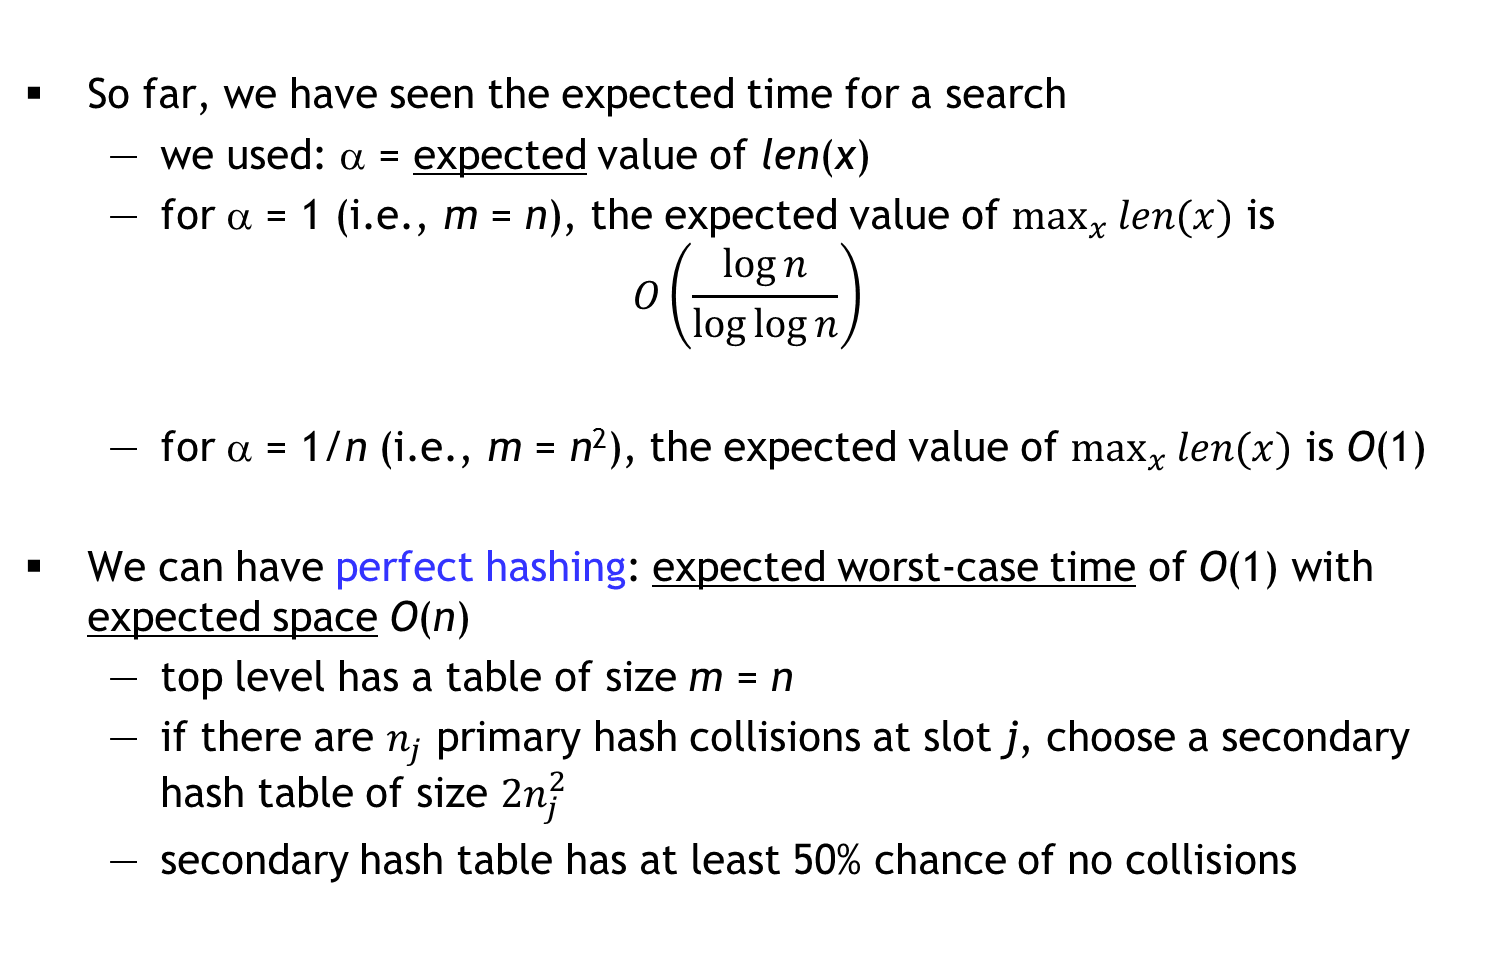 ▪ So far, we have seen the expected time for a search
— we used: α = expected value of len(x)
— for α = 1 (i.e., m = n), the expected value of maxₓ len(x) is
O(log n / log log n)
— for α = 1/n (i.e., m = n²), the expected value of maxₓ len(x) is O(1)
▪ We can have perfect hashing: expected worst-case time of O(1) with
expected space O(n)
— top level has a table of size m = n
— if there are nⱼ primary hash collisions at slot j, choose a secondary
hash table of size 2nⱼ²
— secondary hash table has at least 50% chance of no collisions